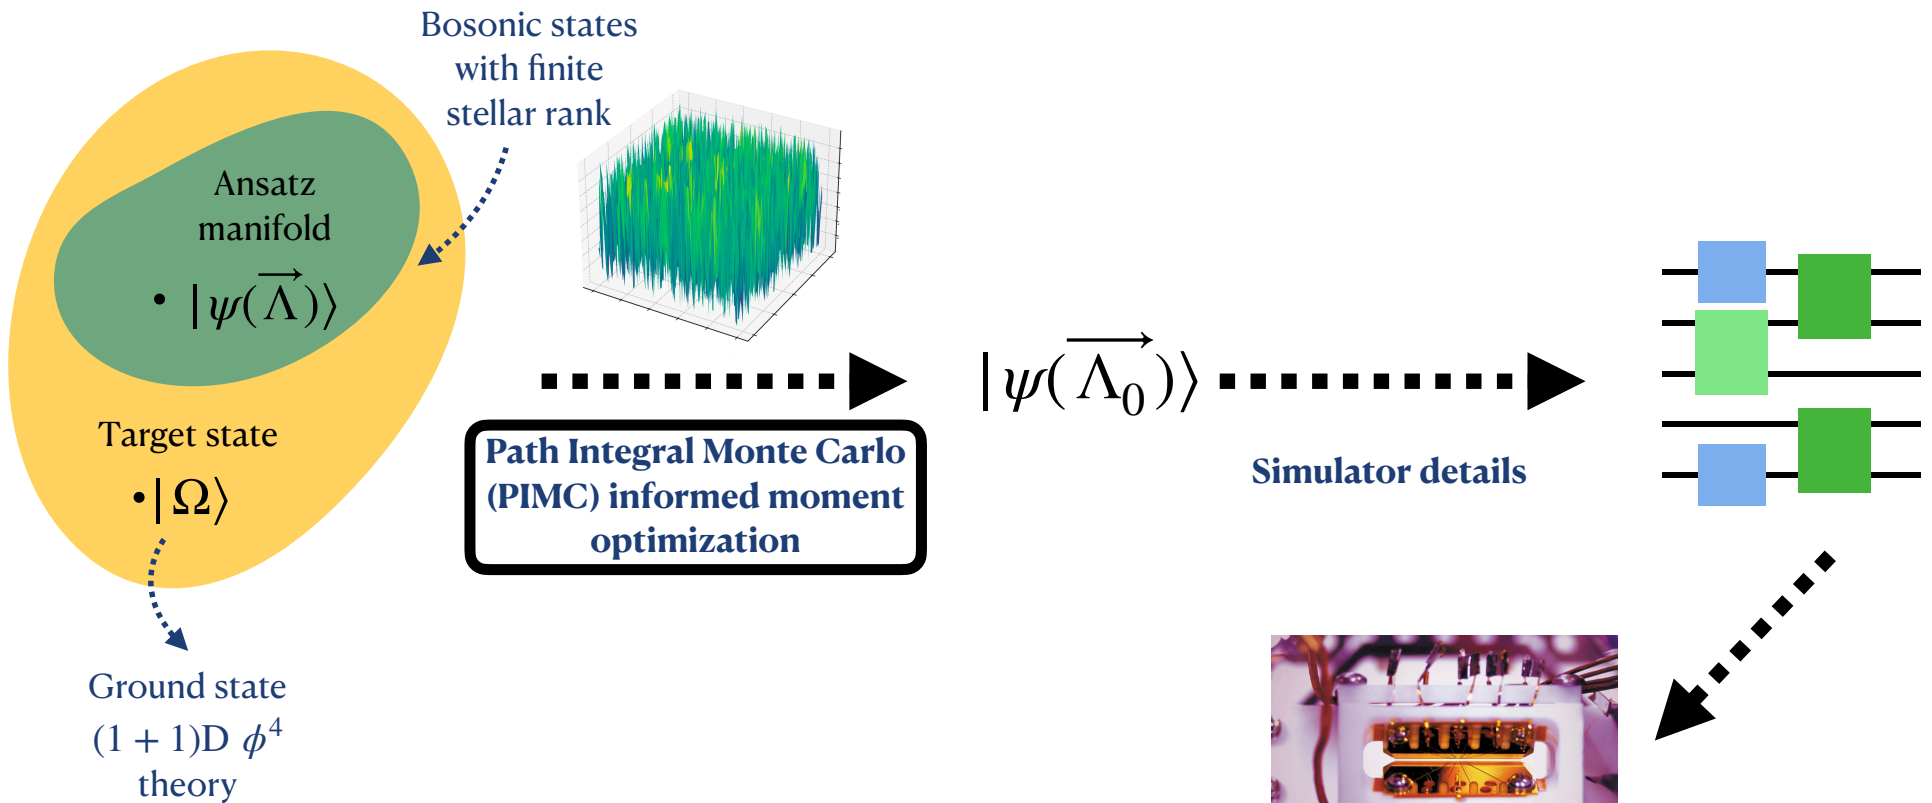 Bosonic states
with finite
stellar rank
Ansatz
manifold
• |ψ(Λ⃗)⟩
Target state
•|Ω⟩
Ground state
(1 + 1)D ϕ⁴
theory
Path Integral Monte Carlo
(PIMC) informed moment
optimization
|ψ(Λ₀⃗)⟩
Simulator details